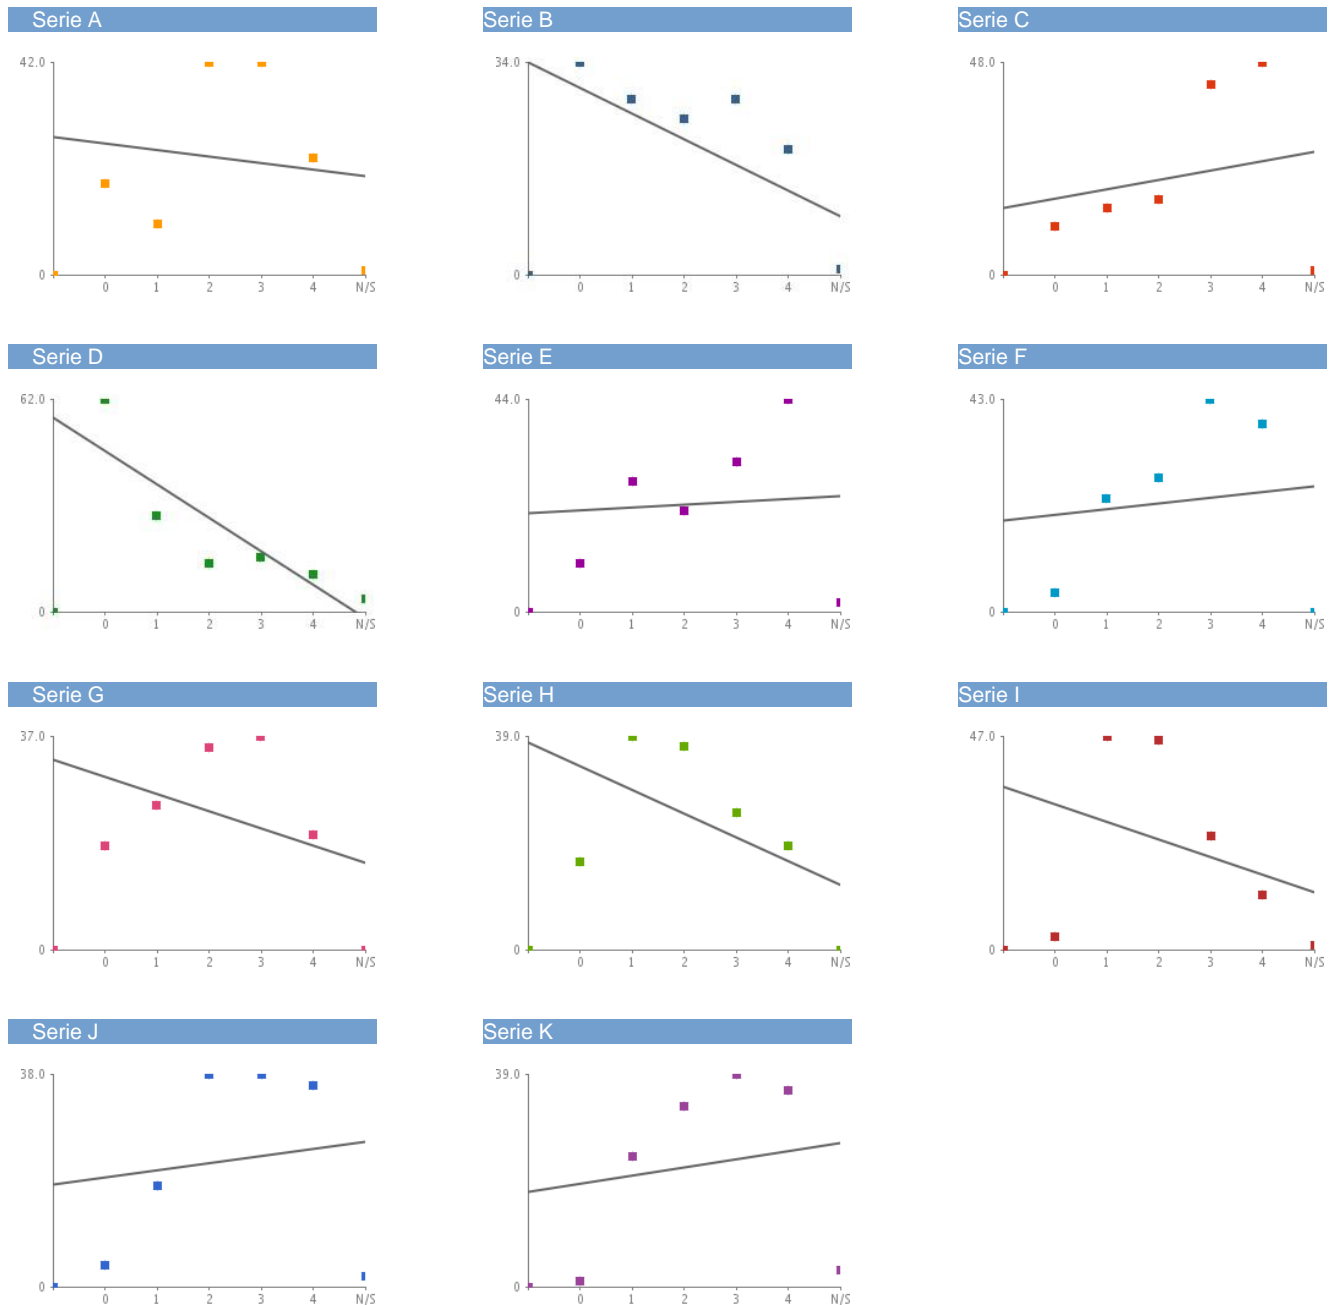 Serie A
Serie B
Serie C
42.0
0
0 1 2 3 4 N/S
34.0
0
0 1 2 3 4 N/S
48.0
0
0 1 2 3 4 N/S
Serie D
Serie E
Serie F
62.0
0
0 1 2 3 4 N/S
44.0
0
0 1 2 3 4 N/S
43.0
0
0 1 2 3 4 N/S
Serie G
Serie H
Serie I
37.0
0
0 1 2 3 4 N/S
39.0
0
0 1 2 3 4 N/S
47.0
0
0 1 2 3 4 N/S
Serie J
Serie K
38.0
0
0 1 2 3 4 N/S
39.0
0
0 1 2 3 4 N/S